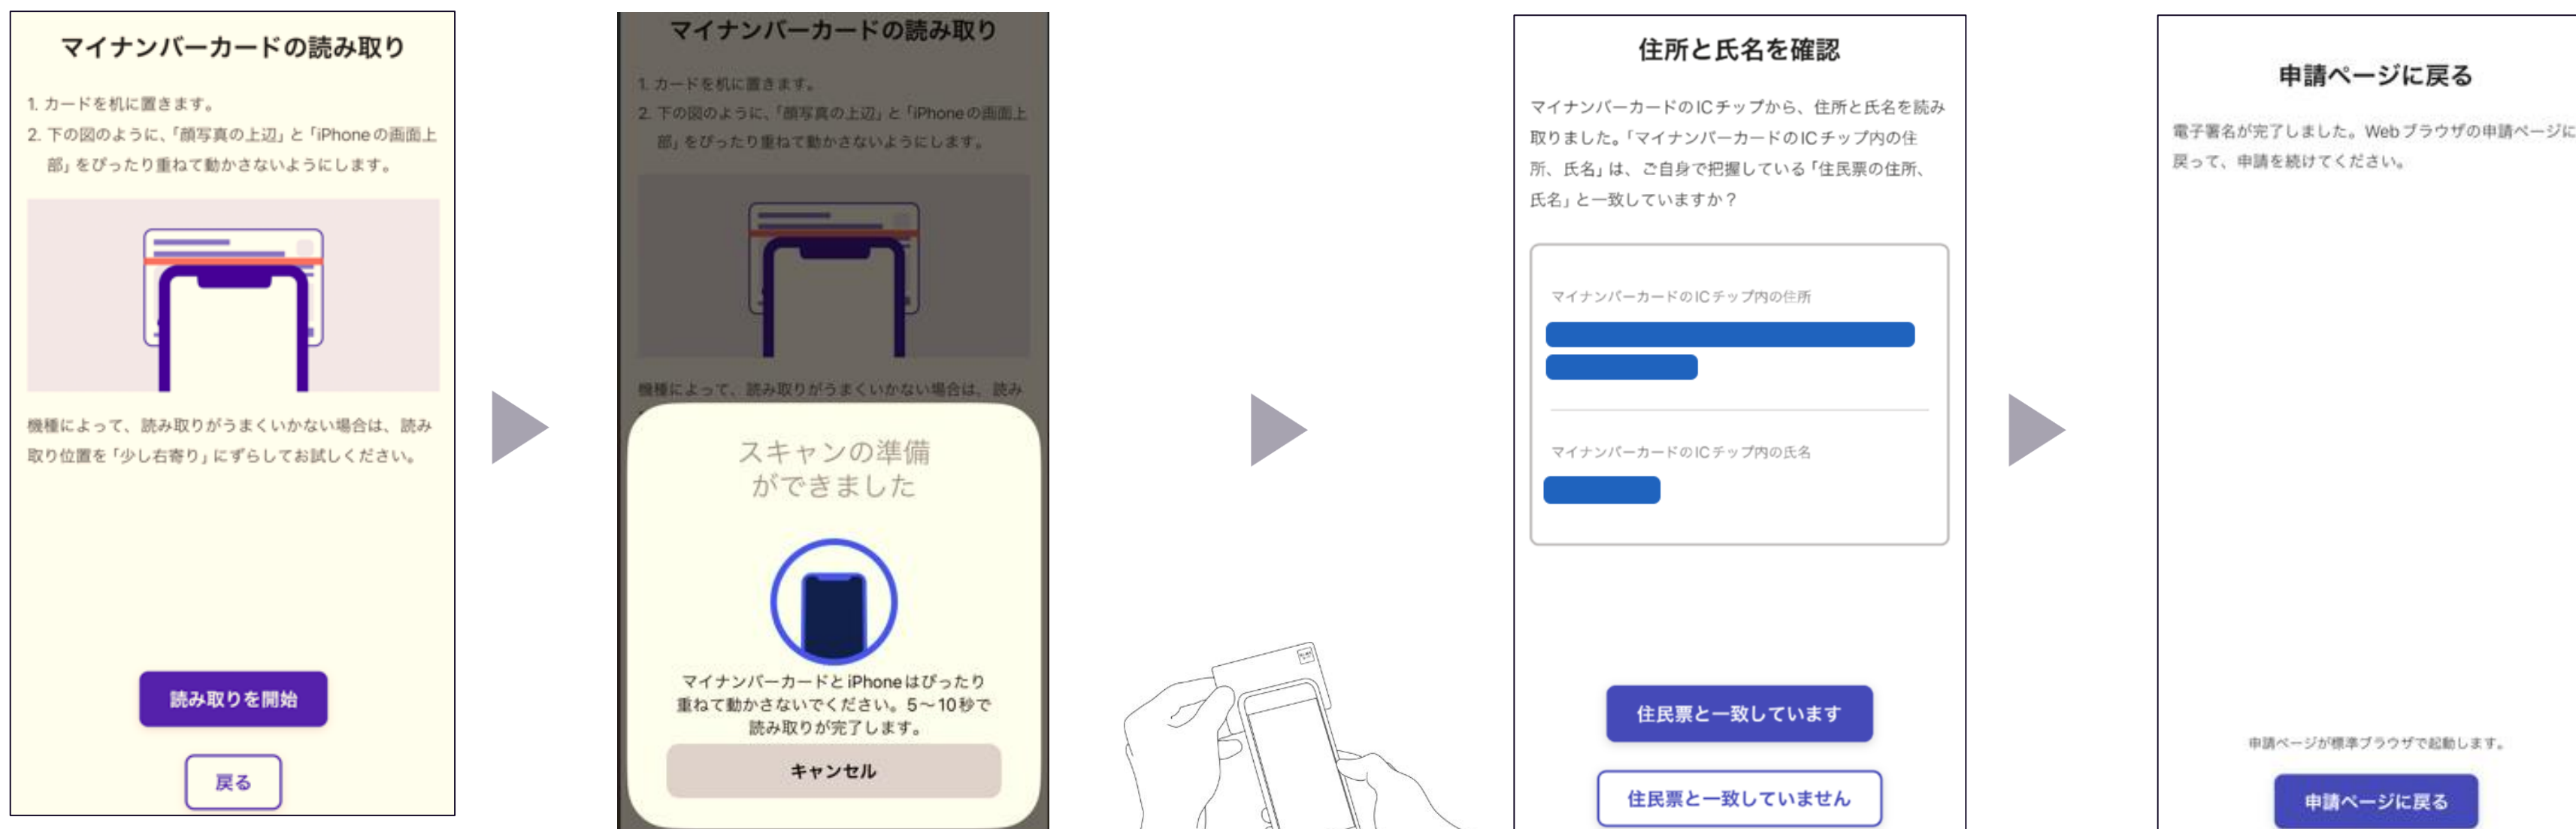 マイナンバーカードの読み取り
1. カードを机に置きます。
2. 下の図のように、「顔写真の上辺」と「iPhoneの画面上
部」をぴったり重ねて動かさないようにします。
機種によって、読み取りがうまくいかない場合は、読み
取り位置を「少し右寄り」にずらしてお試しください。
読み取りを開始
戻る
マイナンバーカードの読み取り
1. カードを机に置きます。
2. 下の図のように、「顔写真の上辺」と「iPhoneの画面上
部」をぴったり重ねて動かさないようにします。
機種によって、読み取りがうまくいかない場合は、読み
スキャンの準備
ができました
マイナンバーカードとiPhoneはぴったり
重ねて動かさないでください。5〜10秒で
読み取りが完了します。
キャンセル
住所と氏名を確認
マイナンバーカードのICチップから、住所と氏名を読み
取りました。「マイナンバーカードのICチップ内の住
所、氏名」は、ご自身で把握している「住民票の住所、
氏名」と一致していますか？
マイナンバーカードのICチップ内の住所
マイナンバーカードのICチップ内の氏名
住民票と一致しています
住民票と一致していません
申請ページに戻る
電子署名が完了しました。Webブラウザの申請ページに
戻って、申請を続けてください。
申請ページが標準ブラウザで起動します。
申請ページに戻る